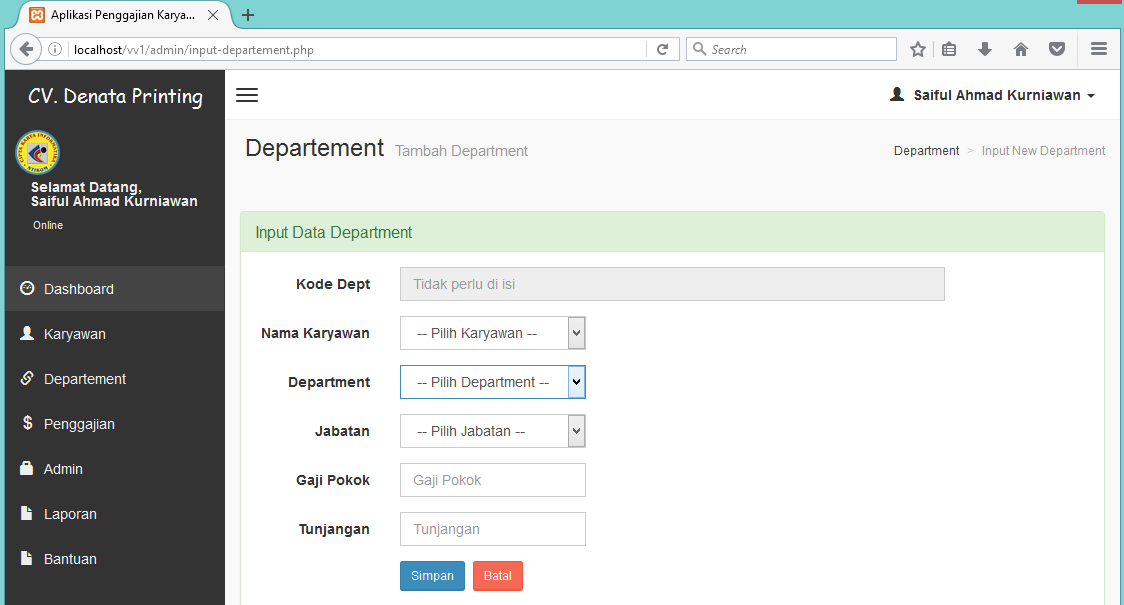 Aplikasi Penggajian Karya...
localhost/vv1/admin/input-departement.php
Search
CV. Denata Printing
Saiful Ahmad Kurniawan
Selamat Datang,
Saiful Ahmad Kurniawan
Online
Departement Tambah Department
Department > Input New Department
Dashboard
Karyawan
Departement
Penggajian
Admin
Laporan
Bantuan
Input Data Department
Kode Dept Tidak perlu di isi
Nama Karyawan -- Pilih Karyawan --
Department -- Pilih Department --
Jabatan -- Pilih Jabatan --
Gaji Pokok Gaji Pokok
Tunjangan Tunjangan
Simpan Batal